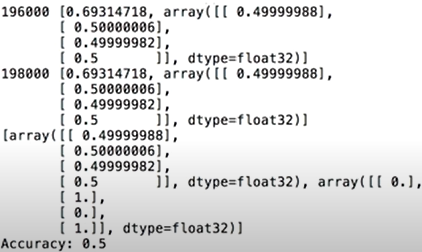 196000 [0.69314718, array([[ 0.49999988],
[ 0.50000006],
[ 0.49999982],
[ 0.5 ]], dtype=float32)]
198000 [0.69314718, array([[ 0.49999988],
[ 0.50000006],
[ 0.49999982],
[ 0.5 ]], dtype=float32)]
[array([[ 0.49999988],
[ 0.50000006],
[ 0.49999982],
[ 0.5 ]], dtype=float32), array([[ 0.],
[ 1.],
[ 0.],
[ 1.]], dtype=float32)]
Accuracy: 0.5